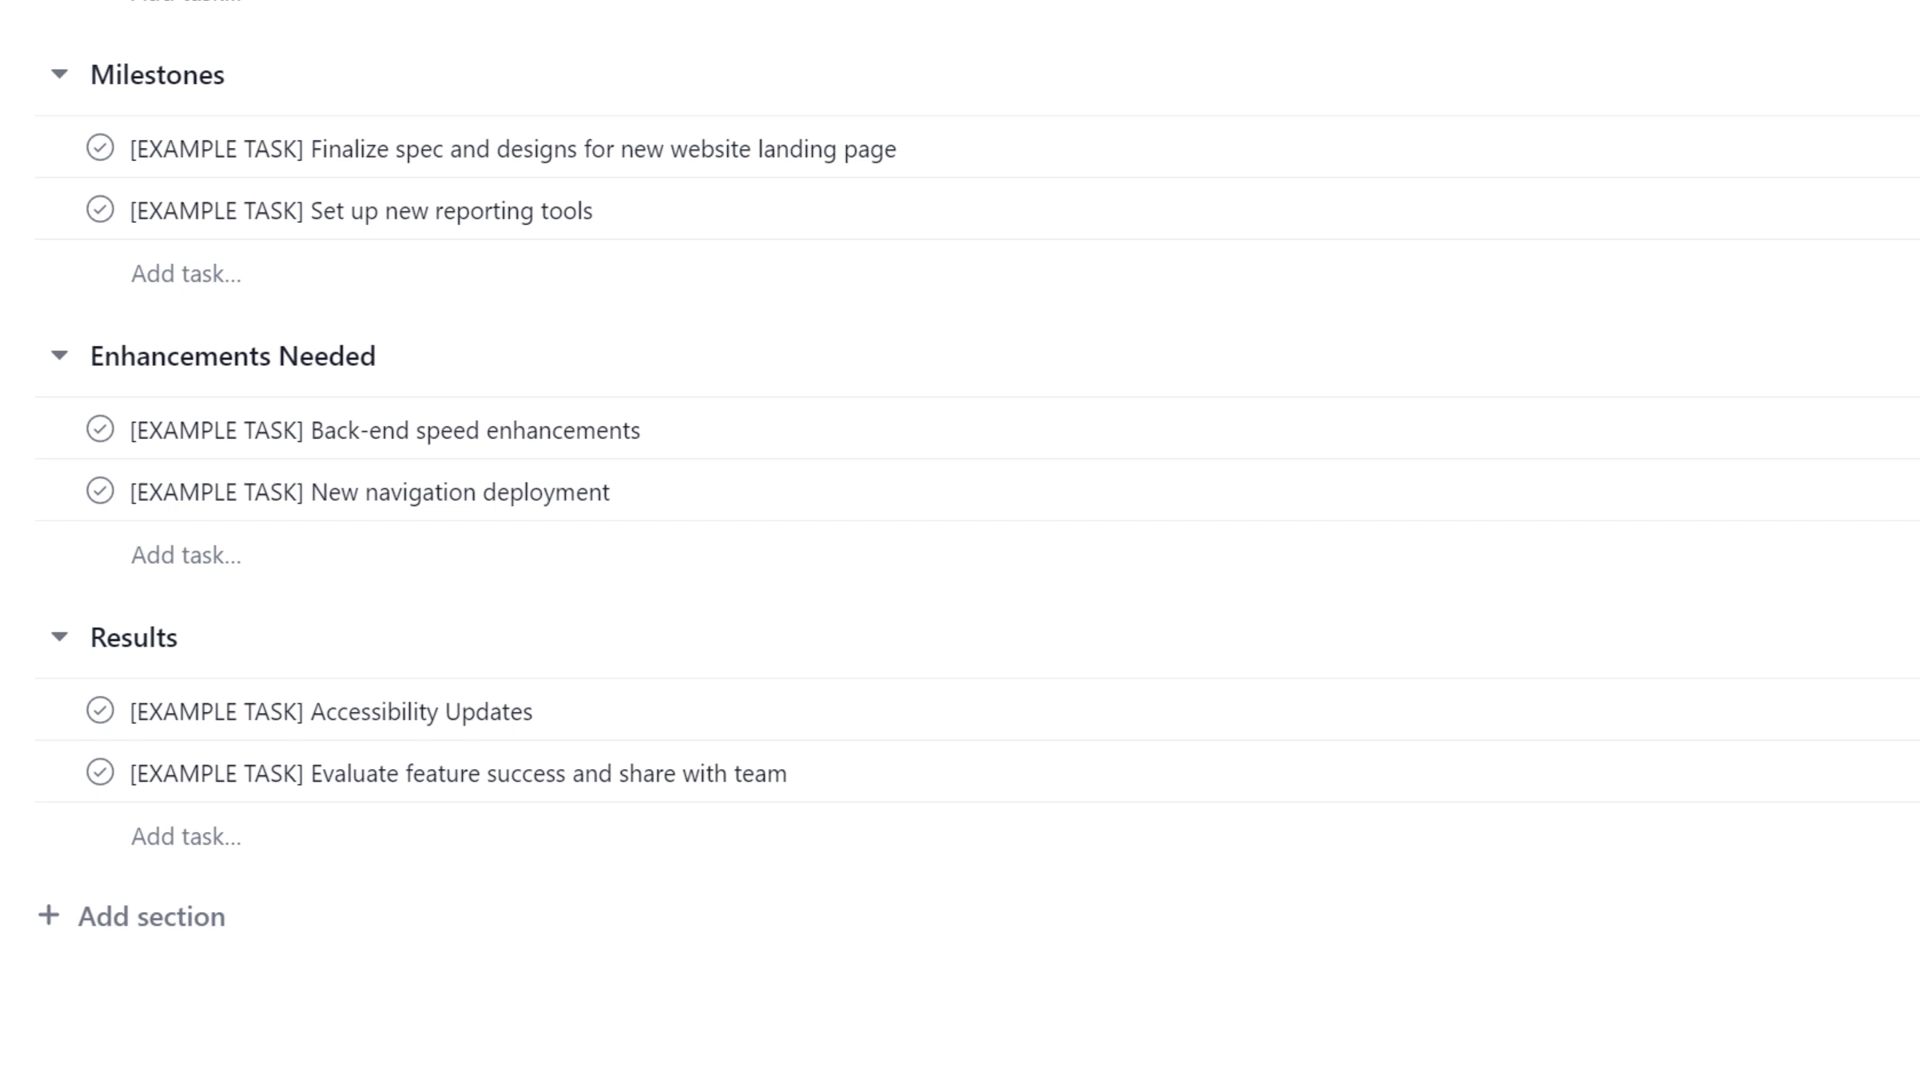 Milestones
[EXAMPLE TASK] Finalize spec and designs for new website landing page
[EXAMPLE TASK] Set up new reporting tools
Add task...
Enhancements Needed
[EXAMPLE TASK] Back-end speed enhancements
[EXAMPLE TASK] New navigation deployment
Add task...
Results
[EXAMPLE TASK] Accessibility Updates
[EXAMPLE TASK] Evaluate feature success and share with team
Add task...
+ Add section